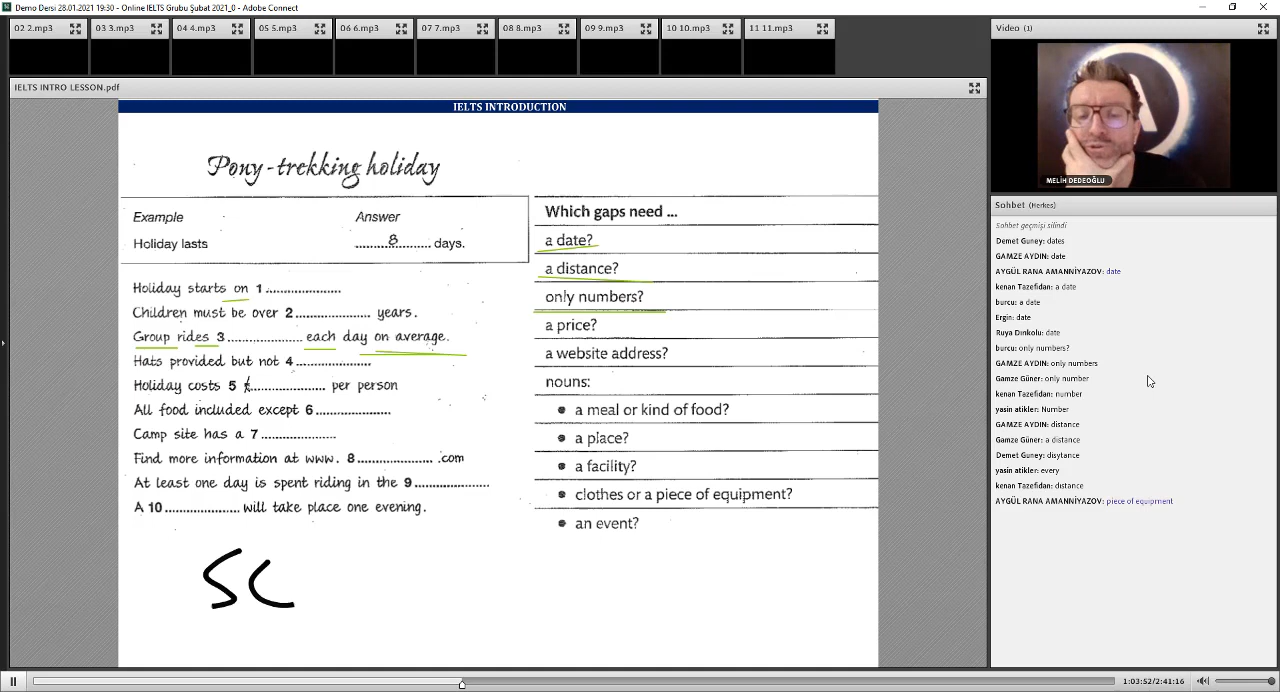 Demo Dersi 28.01.2021 19:30 - Online IELTS Grubu Şubat 2021_0 - Adobe Connect
02 2.mp3
03 3.mp3
04 4.mp3
05 5.mp3
06 6.mp3
07 7.mp3
08 8.mp3
09 9.mp3
10 10.mp3
11 11.mp3
IELTS INTRO LESSON.pdf
IELTS INTRODUCTION
Pony-trekking holiday
Example Answer
Holiday lasts ...........8........... days.
Holiday starts on 1 ......................
Children must be over 2 ...................... years.
Group rides 3 ...................... each day on average.
Hats provided but not 4 ......................
Holiday costs 5 £...................... per person
All food included except 6 ......................
Camp site has a 7 ......................
Find more information at www. 8 ...................... .com
At least one day is spent riding in the 9 ......................
A 10 ...................... will take place one evening.
Which gaps need ...
a date?
a distance?
only numbers?
a price?
a website address?
nouns:
• a meal or kind of food?
• a place?
• a facility?
• clothes or a piece of equipment?
• an event?
SC
Video (1)
MELİH DEDEOĞLU
Sohbet (Herkes)
Sohbet geçmişi silindi
Demet Guney: dates
GAMZE AYDIN: date
AYGÜL RANA AMANNİYAZOV: date
kenan Tazefidan: a date
burcu: a date
Ergin: date
Ruya Dınkolu: date
burcu: only numbers?
GAMZE AYDIN: only numbers
Gamze Güner: only number
kenan Tazefidan: number
yasin atikler: Number
GAMZE AYDIN: distance
Gamze Güner: a distance
Demet Guney: disytance
yasin atikler: every
kenan Tazefidan: distance
AYGÜL RANA AMANNİYAZOV: piece of equipment
1:03:52/2:41:16